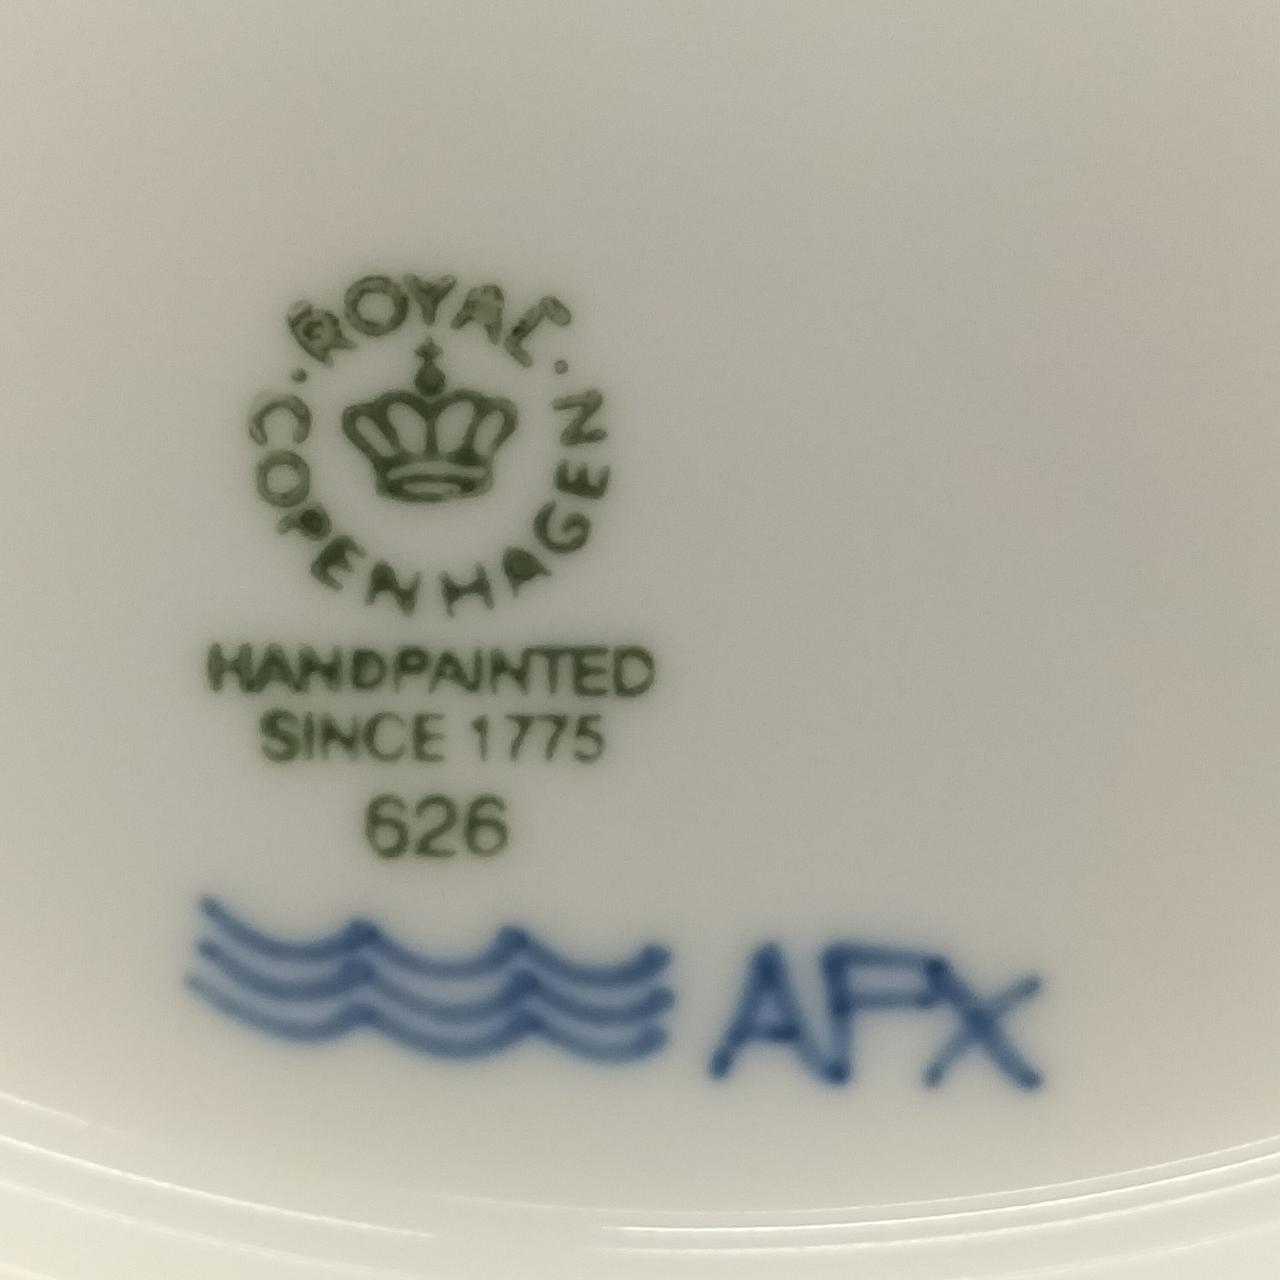 ROYAL
COPENHAGEN
HANDPAINTED
SINCE 1775
626
AFX